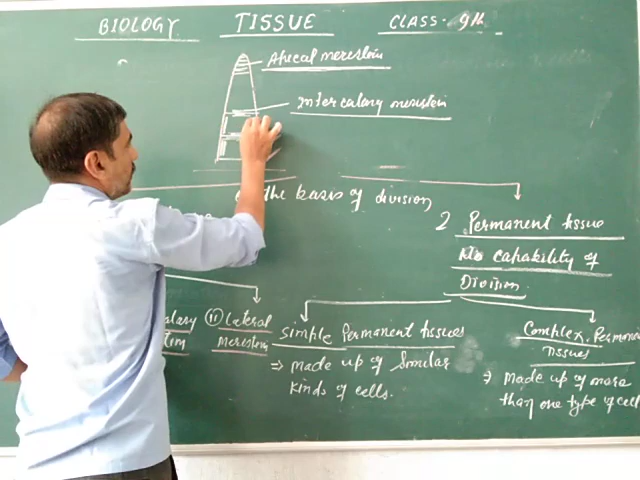 BIOLOGY TISSUE CLASS- 9th
Apical meristem
Intercalary meristem
the basis of division
2 Permanent tissue
No capability of
Division
alary (ii) Lateral
meristem
Simple Permanent tissues
⇒ made up of Similar
kinds of cells.
Complex Permanen
tissues
⇒ made up of more
than one type of cell